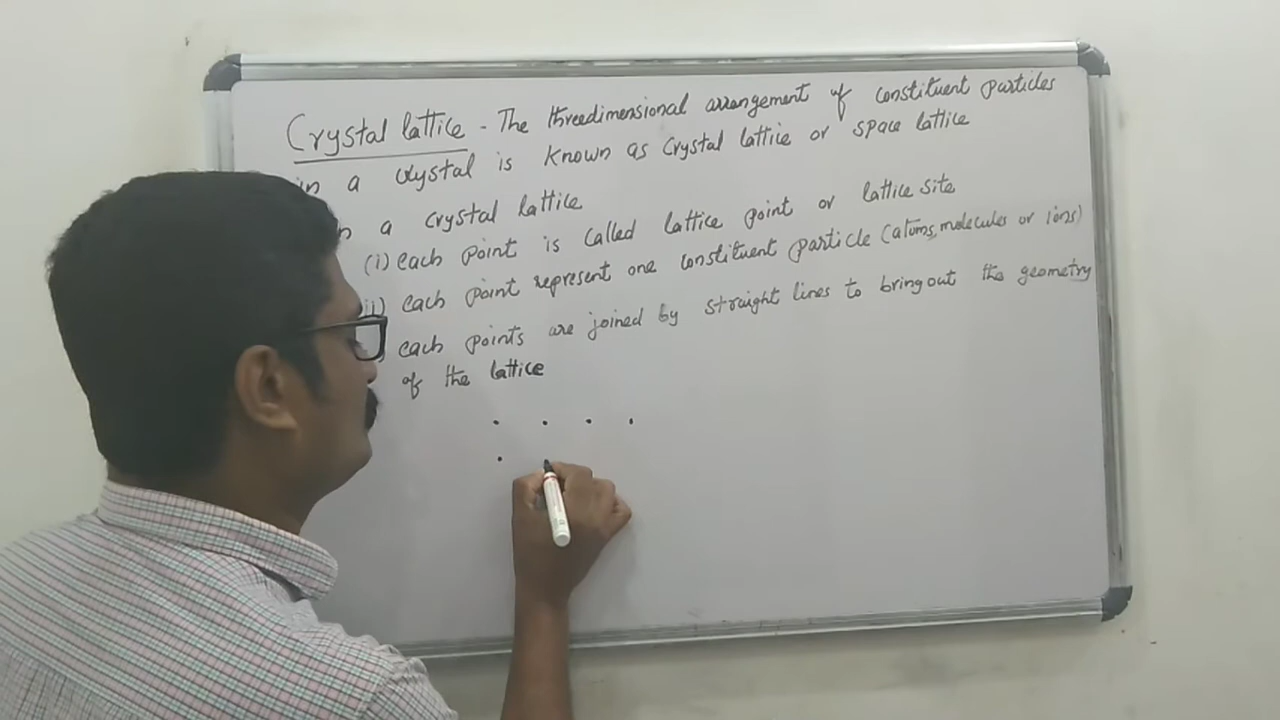 Crystal lattice - The threedimensional arrangement of constituent particles
in a crystal is known as crystal lattice or space lattice
n a crystal lattice
(i) each point is called lattice point or lattice site
ii) each point represent one constituent particle (atoms, molecules or ions)
) each points are joined by straight lines to bring out the geometry
of the lattice